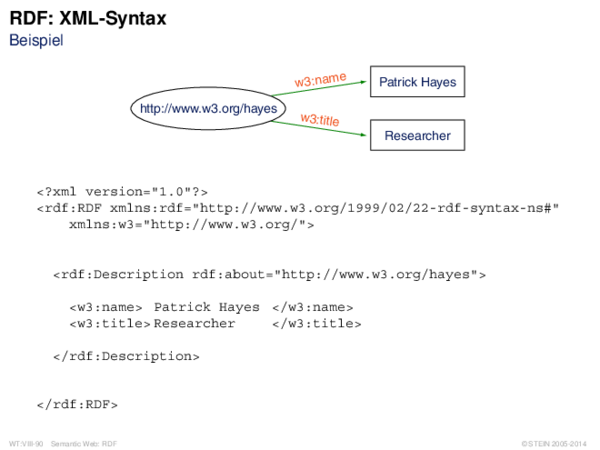 RDF: XML-Syntax
Beispiel
w3:name
Patrick Hayes
http://www.w3.org/hayes
w3:title
Researcher
<?xml version="1.0"?>
<rdf:RDF xmlns:rdf="http://www.w3.org/1999/02/22-rdf-syntax-ns#"
xmlns:w3="http://www.w3.org/">
<rdf:Description rdf:about="http://www.w3.org/hayes">
<w3:name> Patrick Hayes </w3:name>
<w3:title>Researcher </w3:title>
</rdf:Description>
</rdf:RDF>
WT:VIII-90 Semantic Web: RDF © STEIN 2005-2014